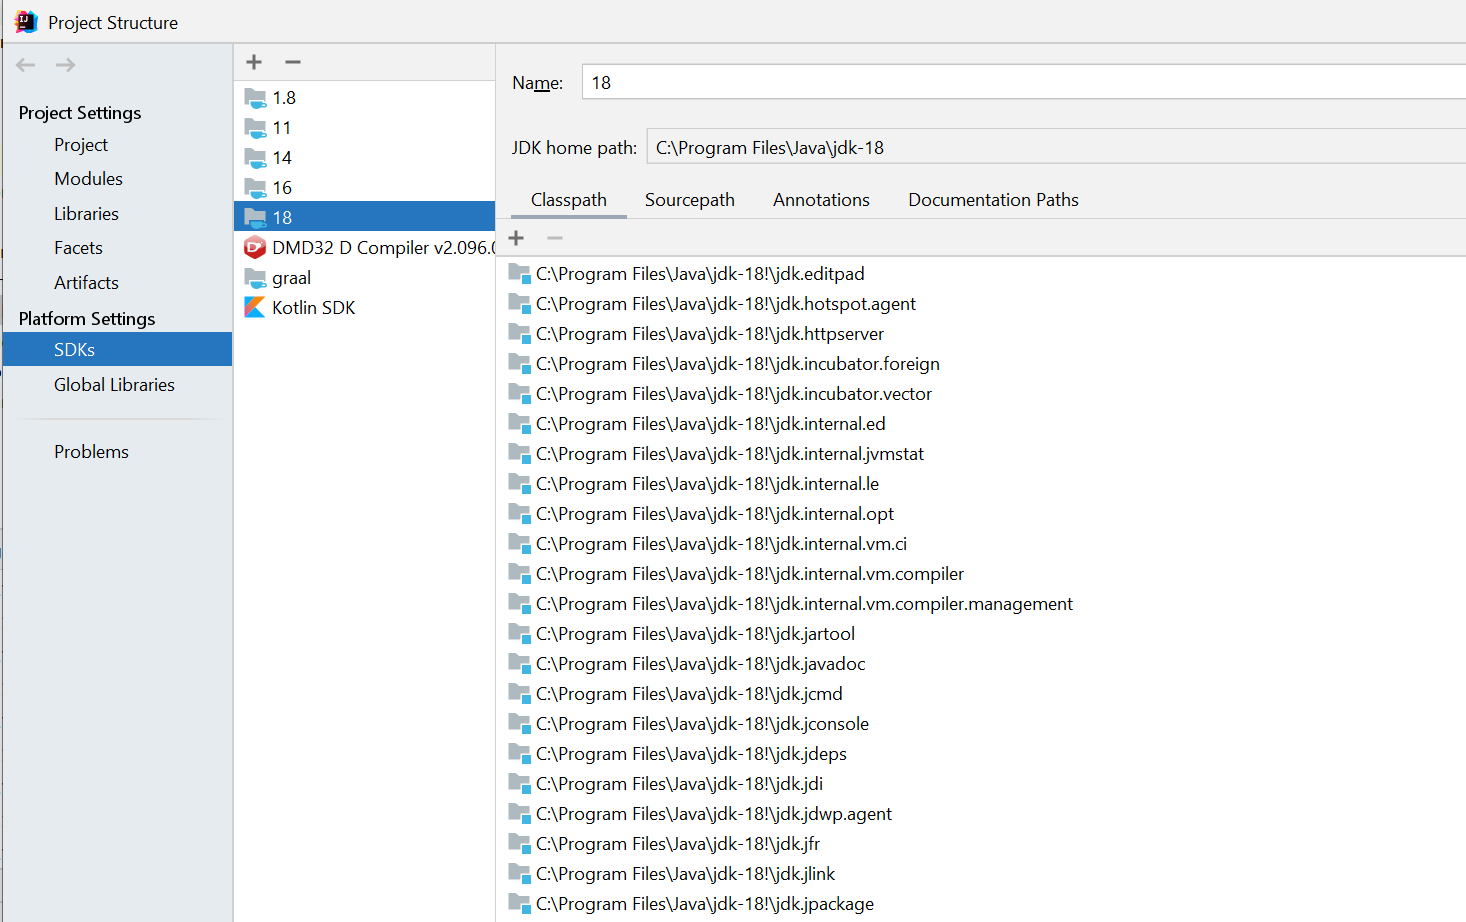 Project Structure
Project Settings
Project
Modules
Libraries
Facets
Artifacts
Platform Settings
SDKs
Global Libraries
Problems
1.8
11
14
16
18
DMD32 D Compiler v2.096.0
graal
Kotlin SDK
Name: 18
JDK home path: C:\Program Files\Java\jdk-18
Classpath Sourcepath Annotations Documentation Paths
C:\Program Files\Java\jdk-18!\jdk.editpad
C:\Program Files\Java\jdk-18!\jdk.hotspot.agent
C:\Program Files\Java\jdk-18!\jdk.httpserver
C:\Program Files\Java\jdk-18!\jdk.incubator.foreign
C:\Program Files\Java\jdk-18!\jdk.incubator.vector
C:\Program Files\Java\jdk-18!\jdk.internal.ed
C:\Program Files\Java\jdk-18!\jdk.internal.jvmstat
C:\Program Files\Java\jdk-18!\jdk.internal.le
C:\Program Files\Java\jdk-18!\jdk.internal.opt
C:\Program Files\Java\jdk-18!\jdk.internal.vm.ci
C:\Program Files\Java\jdk-18!\jdk.internal.vm.compiler
C:\Program Files\Java\jdk-18!\jdk.internal.vm.compiler.management
C:\Program Files\Java\jdk-18!\jdk.jartool
C:\Program Files\Java\jdk-18!\jdk.javadoc
C:\Program Files\Java\jdk-18!\jdk.jcmd
C:\Program Files\Java\jdk-18!\jdk.jconsole
C:\Program Files\Java\jdk-18!\jdk.jdeps
C:\Program Files\Java\jdk-18!\jdk.jdi
C:\Program Files\Java\jdk-18!\jdk.jdwp.agent
C:\Program Files\Java\jdk-18!\jdk.jfr
C:\Program Files\Java\jdk-18!\jdk.jlink
C:\Program Files\Java\jdk-18!\jdk.jpackage